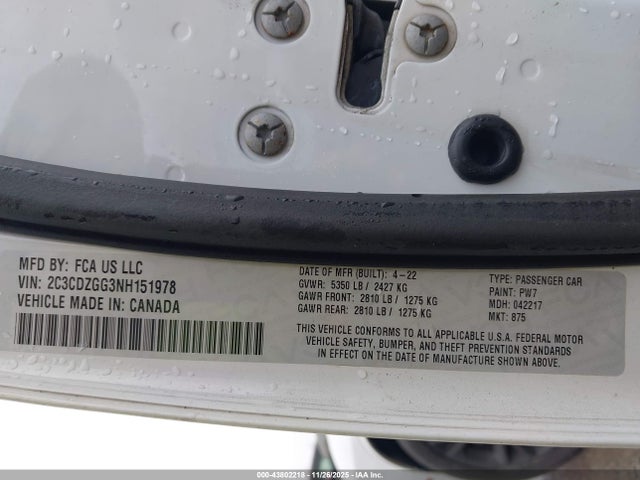 MFD BY: FCA US LLC
VIN: 2C3CDZGG3NH151978
VEHICLE MADE IN: CANADA
DATE OF MFR (BUILT): 4-22
GVWR: 5350 LB / 2427 KG
GAWR FRONT: 2810 LB / 1275 KG
GAWR REAR: 2810 LB / 1275 KG
TYPE: PASSENGER CAR
PAINT: PW7
MDH: 042217
MKT: 875
THIS VEHICLE CONFORMS TO ALL APPLICABLE U.S.A. FEDERAL MOTOR
VEHICLE SAFETY, BUMPER, AND THEFT PREVENTION STANDARDS
IN EFFECT ON THE DATE OF MANUFACTURE SHOWN ABOVE.
000-43802218 - 11/26/2025 - IAA Inc.